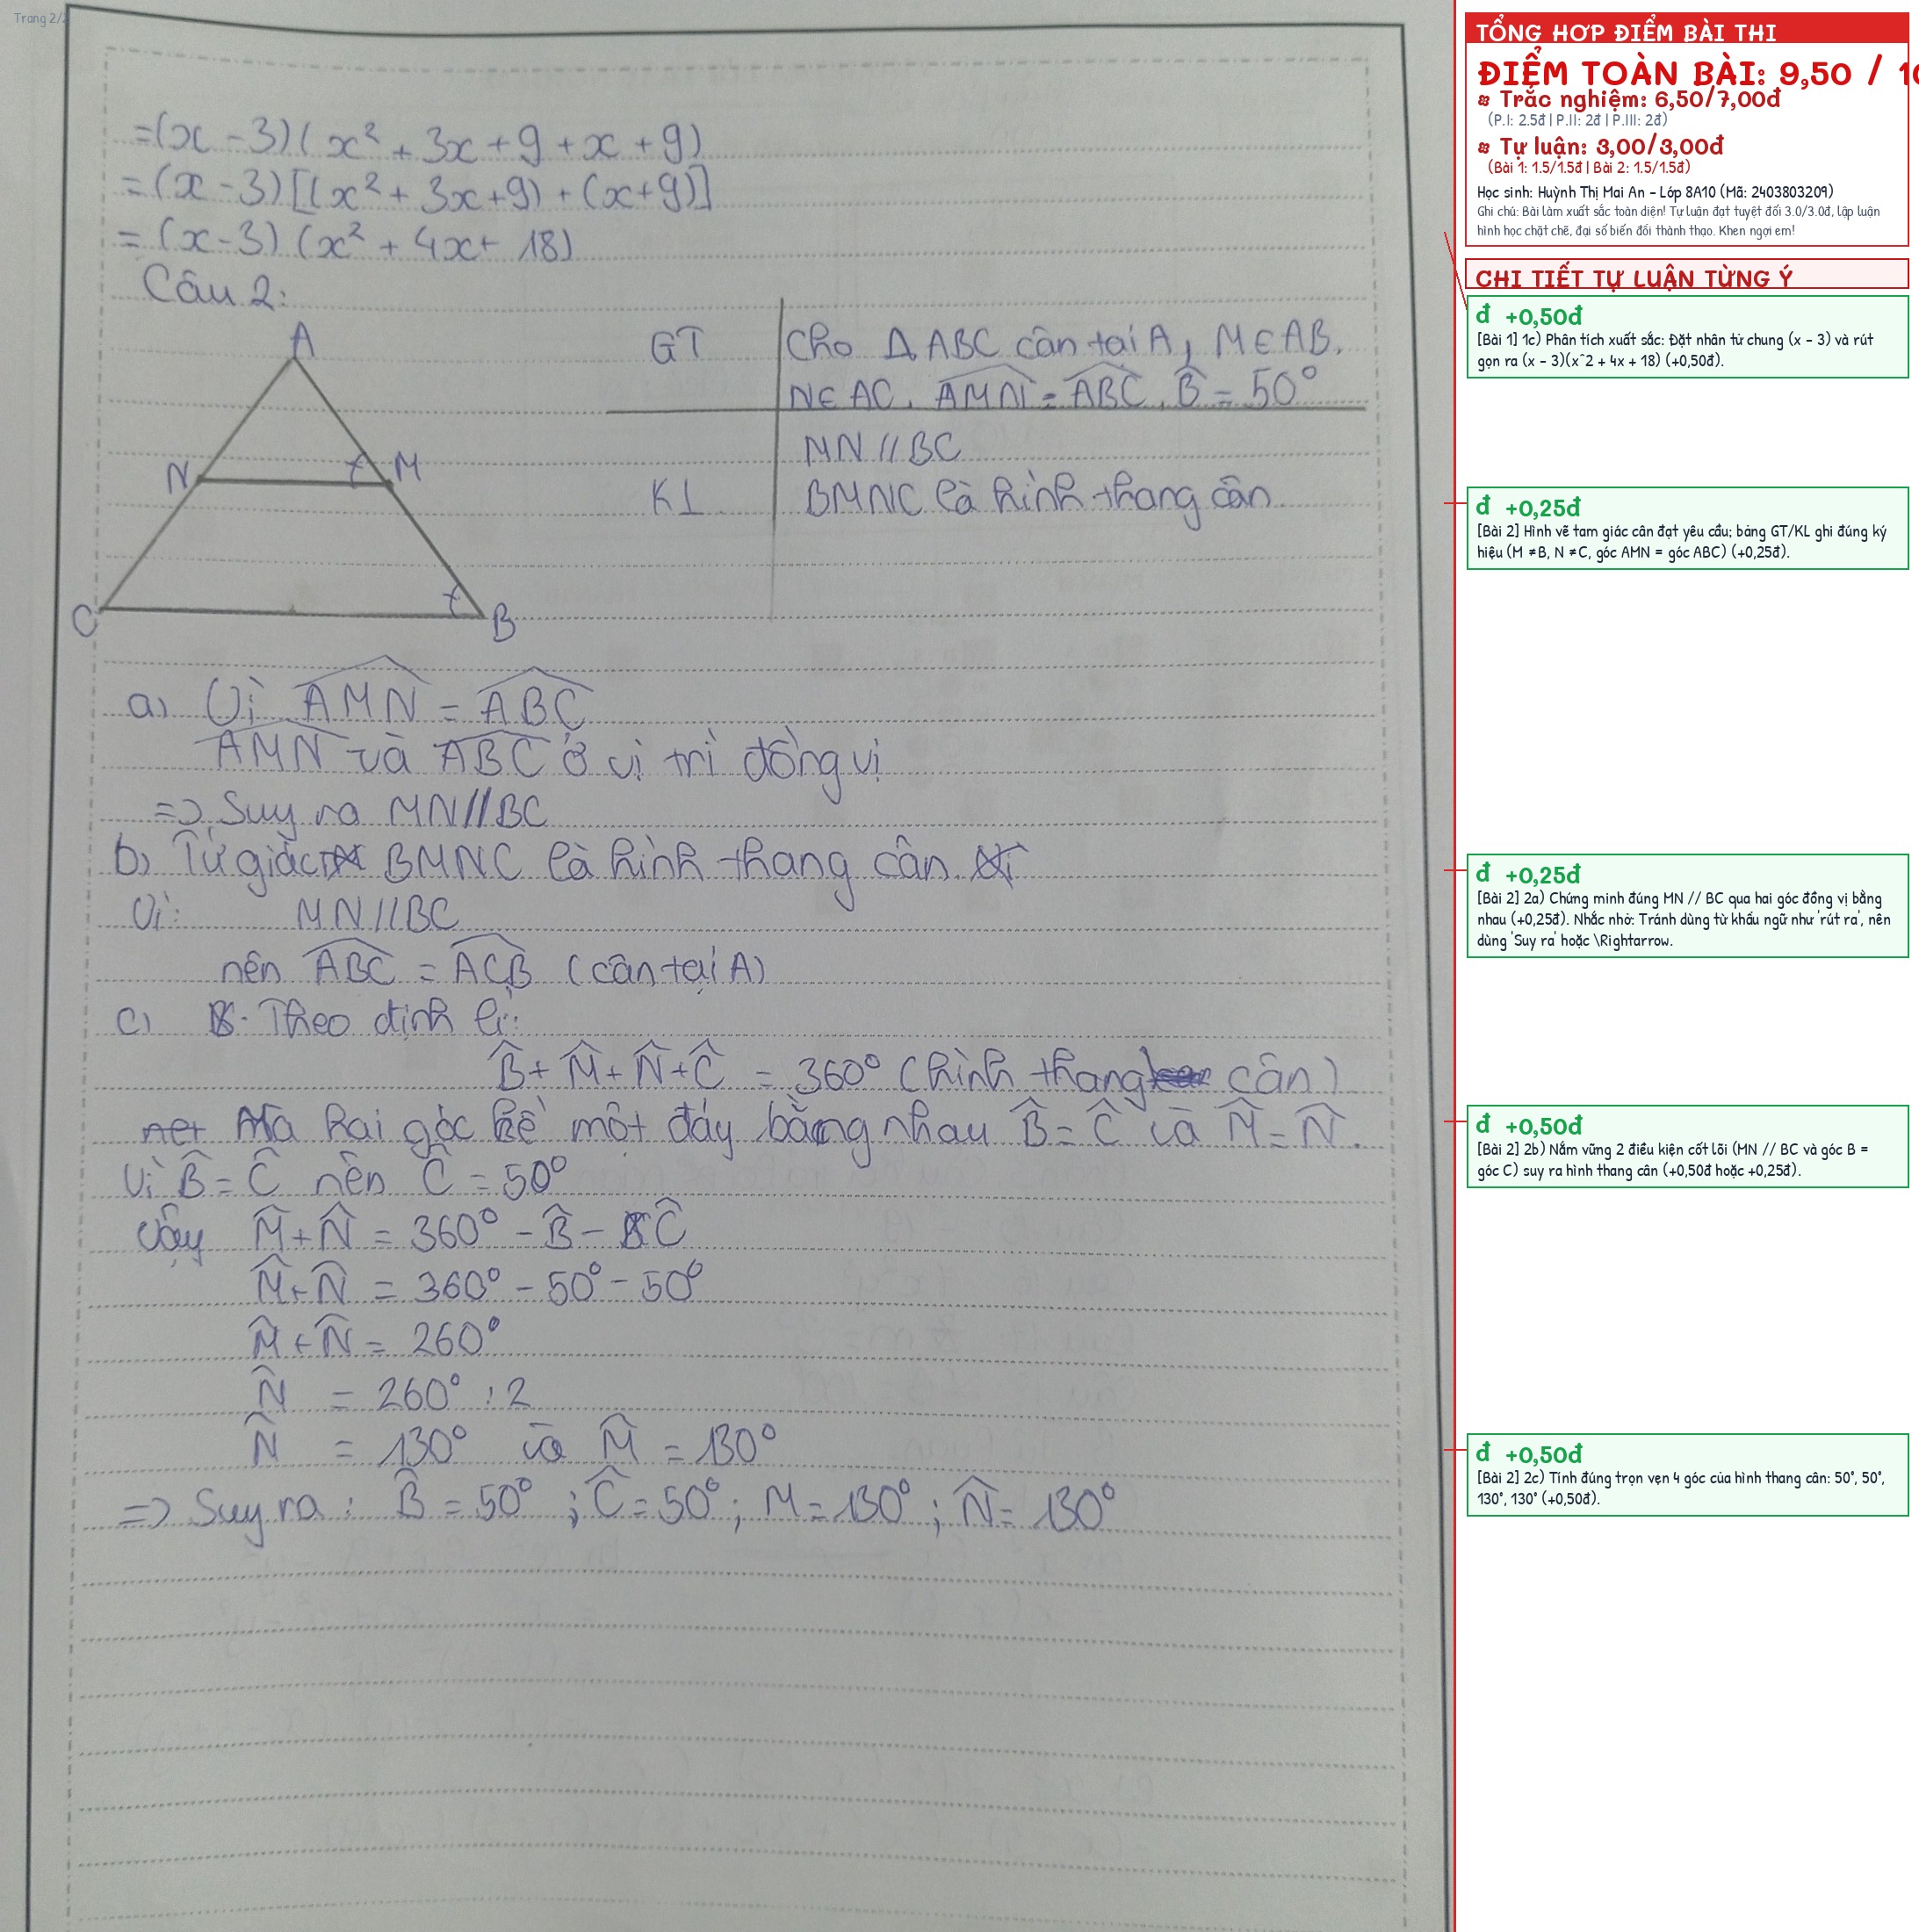 Trang 2/2
=(x - 3)(x² + 3x + 9 + x + 9)
=(x - 3)[(x² + 3x + 9) + (x + 9)]
= (x - 3)(x² + 4x + 18)
Câu 2:
A
N
M
C
B
GT
Cho Δ ABC cân tại A, M ∈ AB,
N ∈ AC, AMN = ABC, B = 50°
MN // BC
KL
BMNC là hình thang cân.
a) Vì AMN = ABC
AMN và ABC ở vị trí đồng vị
=> Suy ra MN // BC
b) Tứ giác BMNC là hình thang cân.
Vì: MN // BC
nên ABC = ACB (cân tại A)
c) Theo định lí:
B + M + N + C = 360° (hình thang cân)
Mà hai góc kề một đáy bằng nhau B = C và M = N.
Vì B = C nên C = 50°
Vậy M + N = 360° - B - C
M + N = 360° - 50° - 50°
M + N = 260°
N = 260° : 2
N = 130° và M = 130°
=> Suy ra: B = 50°; C = 50°; M = 130°; N = 130°
TỔNG HỢP ĐIỂM BÀI THI
ĐIỂM TOÀN BÀI: 9,50 / 10
Trắc nghiệm: 6,50/7,00đ
(P.I: 2.5đ | P.II: 2đ | P.III: 2đ)
Tự luận: 3,00/3,00đ
(Bài 1: 1.5/1.5đ | Bài 2: 1.5/1.5đ)
Học sinh: Huỳnh Thị Mai An - Lớp 8A10 (Mã: 2403803209)
Ghi chú: Bài làm xuất sắc toàn diện! Tự luận đạt tuyệt đối 3.0/3.0đ, lập luận
hình học chặt chẽ, đại số biến đổi thành thạo. Khen ngợi em!
CHI TIẾT TỰ LUẬN TỪNG Ý
đ +0,50đ
[Bài 1] 1c) Phân tích xuất sắc: Đặt nhân tử chung (x - 3) và rút
gọn ra (x - 3)(x^2 + 4x + 18) (+0,50đ).
đ +0,25đ
[Bài 2] Hình vẽ tam giác cân đạt yêu cầu; bảng GT/KL ghi đúng ký
hiệu (M ≠B, N ≠C, góc AMN = góc ABC) (+0,25đ).
đ +0,25đ
[Bài 2] 2a) Chứng minh đúng MN // BC qua hai góc đồng vị bằng
nhau (+0,25đ). Nhắc nhở: Tránh dùng từ khẩu ngữ như 'rút ra', nên
dùng 'Suy ra' hoặc \Rightarrow.
đ +0,50đ
[Bài 2] 2b) Nắm vững 2 điều kiện cốt lõi (MN // BC và góc B =
góc C) suy ra hình thang cân (+0,50đ hoặc +0,25đ).
đ +0,50đ
[Bài 2] 2c) Tính đúng trọn vẹn 4 góc của hình thang cân: 50°, 50°,
130°, 130° (+0,50đ).